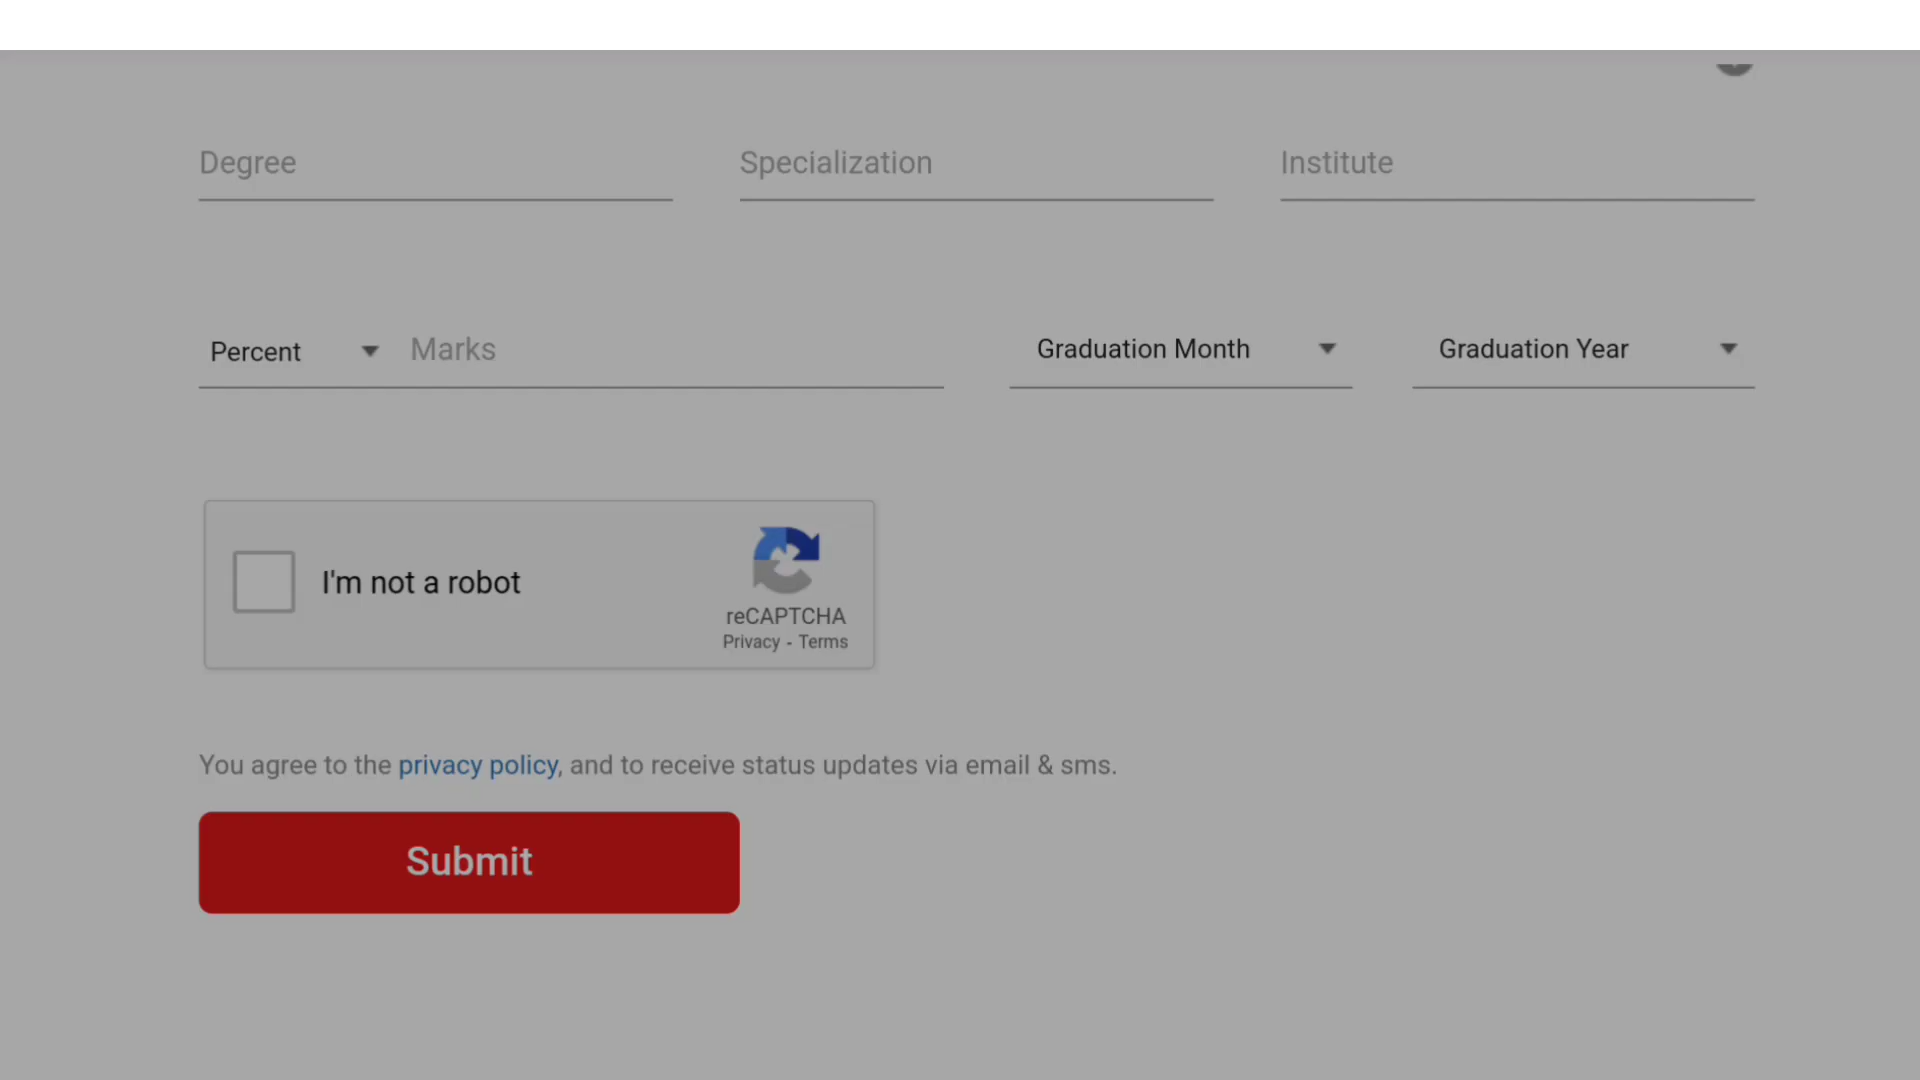 Degree Specialization Institute
Percent Marks Graduation Month Graduation Year
I'm not a robot
reCAPTCHA
Privacy - Terms
You agree to the privacy policy, and to receive status updates via email & sms.
Submit